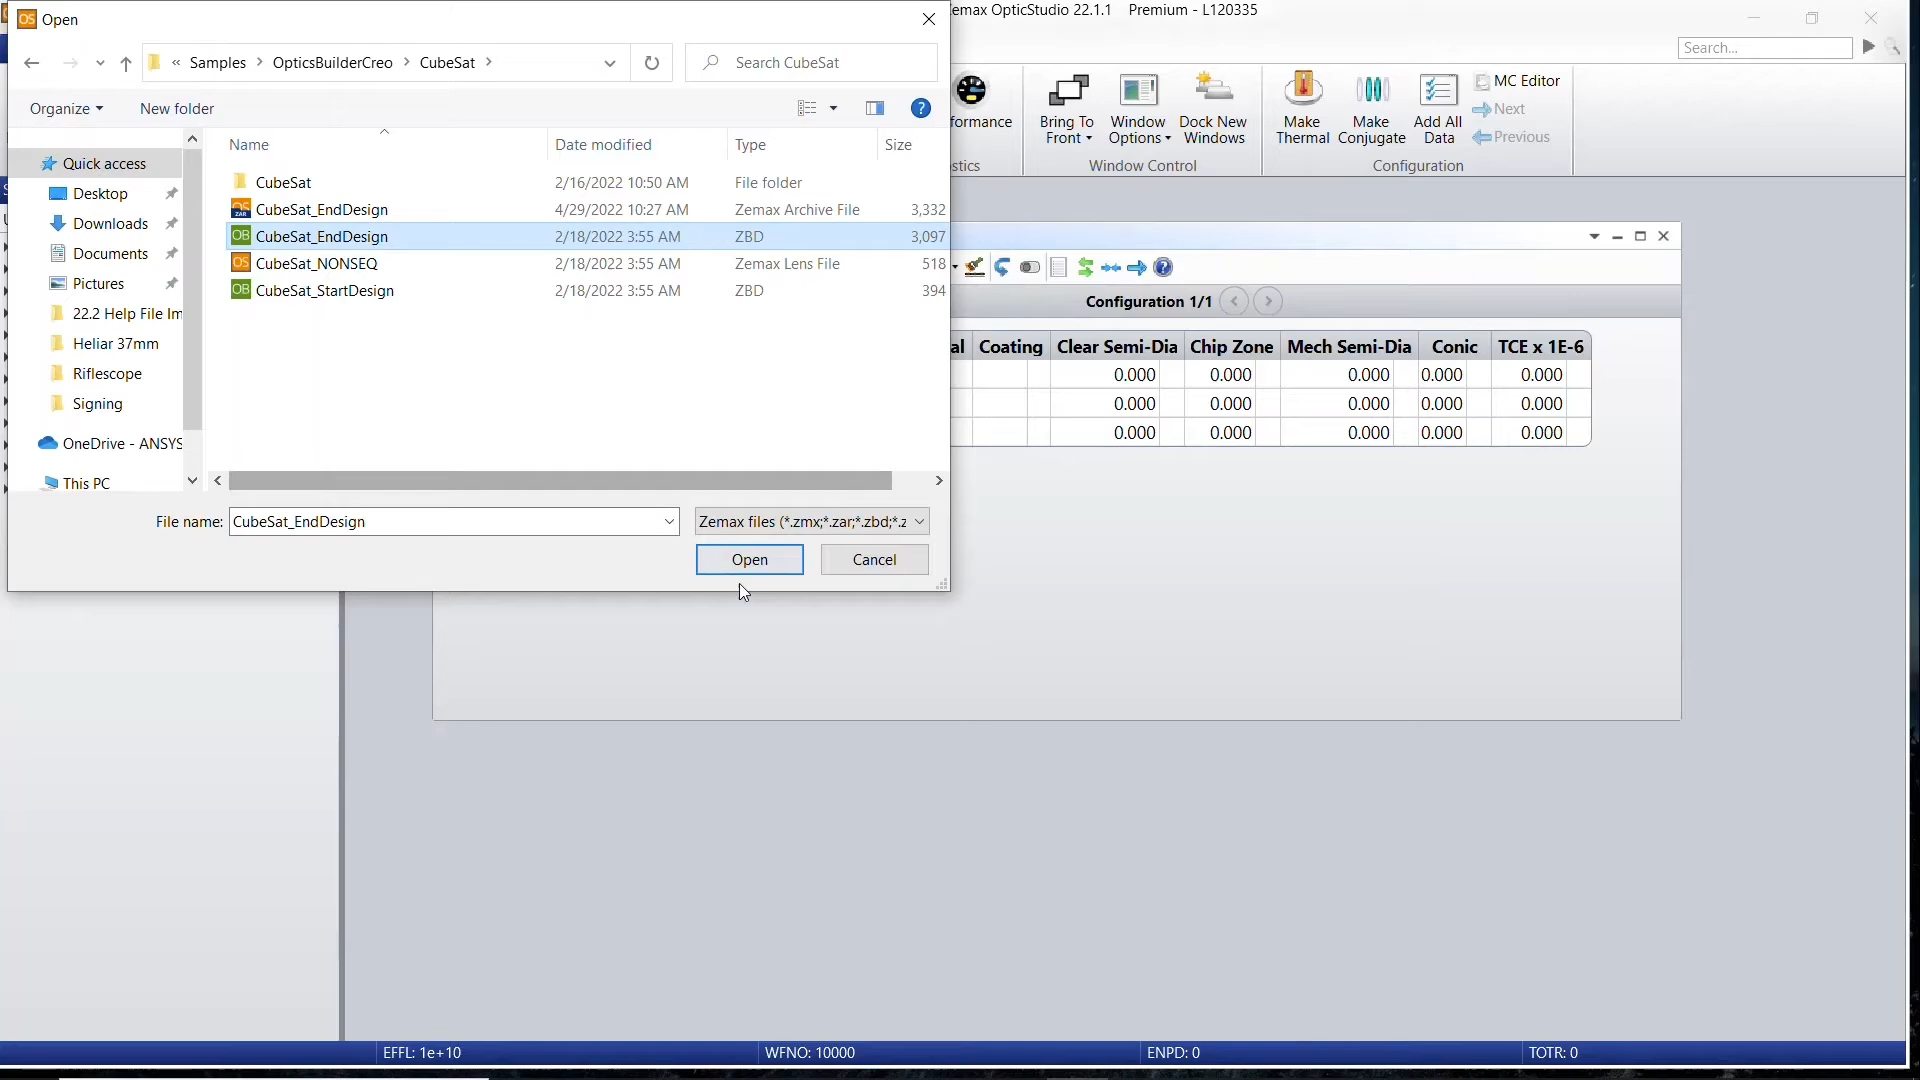 Open
Zemax OpticStudio 22.1.1 Premium - L120335
« Samples > OpticsBuilderCreo > CubeSat >
Search CubeSat
Search...
Organize
New folder
Bring To Front
Window Options
Dock New Windows
Make Thermal
Make Conjugate
Add All Data
MC Editor
Next
Previous
Window Control
Configuration
Name Date modified Type Size
Quick access
Desktop
Downloads
Documents
Pictures
22.2 Help File Im
Heliar 37mm
Riflescope
Signing
OneDrive - ANSYS
This PC
CubeSat 2/16/2022 10:50 AM File folder
CubeSat_EndDesign 4/29/2022 10:27 AM Zemax Archive File 3,332
CubeSat_EndDesign 2/18/2022 3:55 AM ZBD 3,097
CubeSat_NONSEQ 2/18/2022 3:55 AM Zemax Lens File 518
CubeSat_StartDesign 2/18/2022 3:55 AM ZBD 394
File name: CubeSat_EndDesign
Zemax files (*.zmx;*.zar;*.zbd;*.z
Open Cancel
Configuration 1/1
Coating Clear Semi-Dia Chip Zone Mech Semi-Dia Conic TCE x 1E-6
0.000 0.000 0.000 0.000 0.000
0.000 0.000 0.000 0.000 0.000
0.000 0.000 0.000 0.000 0.000
EFFL: 1e+10 WFNO: 10000 ENPD: 0 TOTR: 0